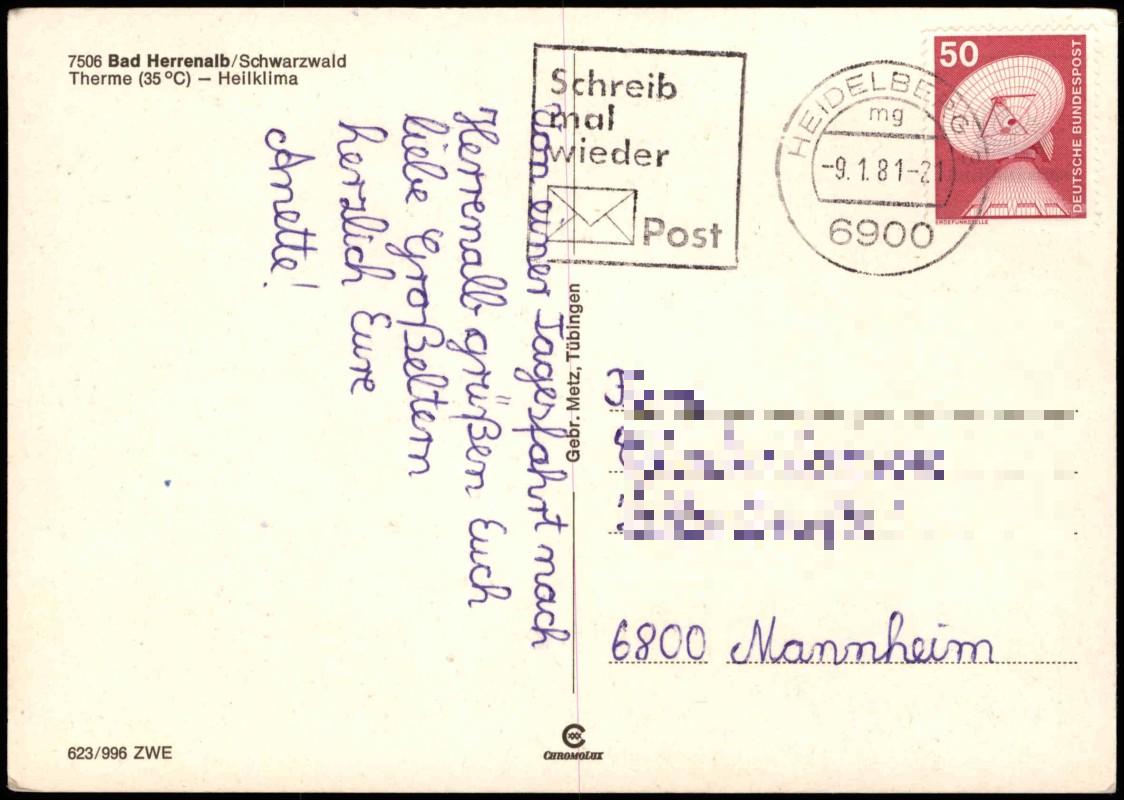 7506 Bad Herrenalb/Schwarzwald
Therme (35 °C) – Heilklima
Schreib
mal
wieder
Post
HEIDELBERG
mg
-9.1.81-21
6900
50
DEUTSCHE BUNDESPOST
ERDEFUNKSTELLE
Von einer Tagesfahrt nach
Herrenalb grüßen Euch
liebe Großeltern
herzlich Eure
Anette!
Gebr. Metz, Tübingen
6800 Mannheim
623/996 ZWE
CHROMOLUX